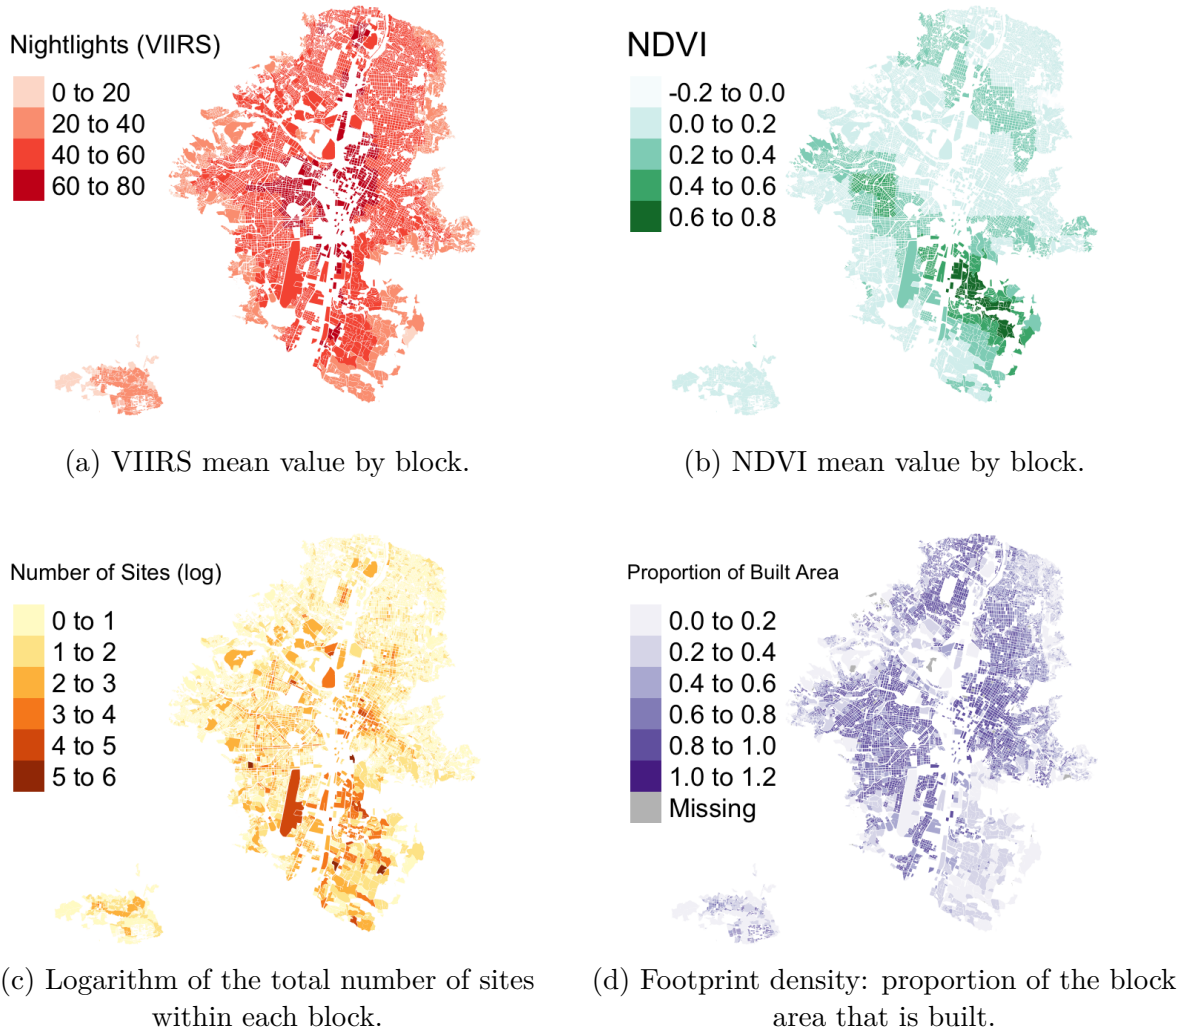 Nightlights (VIIRS)
0 to 20
20 to 40
40 to 60
60 to 80
(a) VIIRS mean value by block.
NDVI
-0.2 to 0.0
0.0 to 0.2
0.2 to 0.4
0.4 to 0.6
0.6 to 0.8
(b) NDVI mean value by block.
Number of Sites (log)
0 to 1
1 to 2
2 to 3
3 to 4
4 to 5
5 to 6
(c) Logarithm of the total number of sites
within each block.
Proportion of Built Area
0.0 to 0.2
0.2 to 0.4
0.4 to 0.6
0.6 to 0.8
0.8 to 1.0
1.0 to 1.2
Missing
(d) Footprint density: proportion of the block
area that is built.